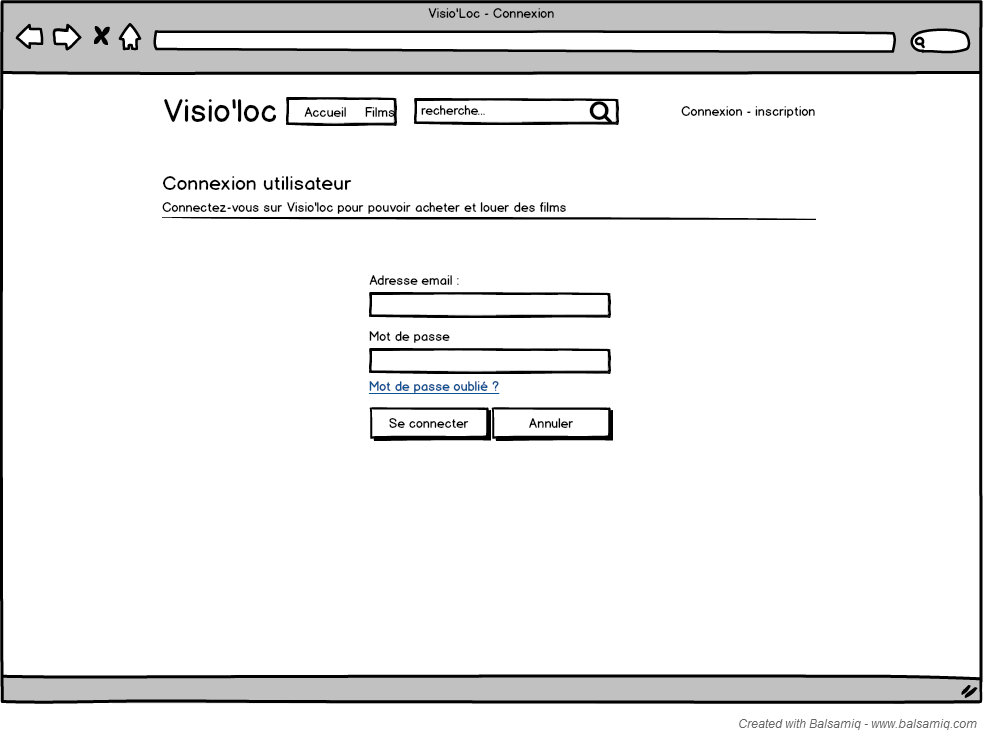 Visio'Loc - Connexion
Visio'loc Accueil Films recherche... Connexion - inscription
Connexion utilisateur
Connectez-vous sur Visio'loc pour pouvoir acheter et louer des films
Adresse email :
Mot de passe
Mot de passe oublié ?
Se connecter Annuler
Created with Balsamiq - www.balsamiq.com